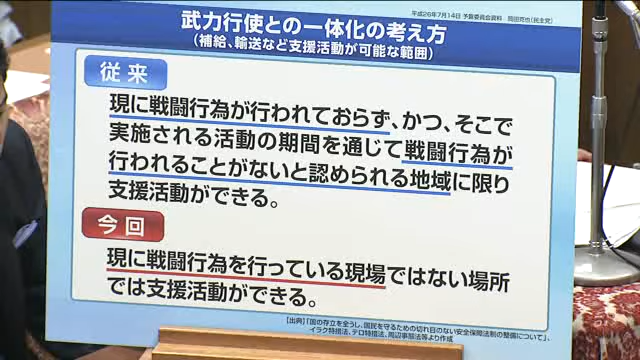 平成26年7月14日 予算委員会資料 岡田克也(民主党)
武力行使との一体化の考え方
(補給、輸送など支援活動が可能な範囲)
従来
現に戦闘行為が行われておらず、かつ、そこで
実施される活動の期間を通じて戦闘行為が
行われることがないと認められる地域に限り
支援活動ができる。
今回
現に戦闘行為を行っている現場ではない場所
では支援活動ができる。
【出典】「国の存立を全うし、国民を守るための切れ目のない安全保障法制の整備について」、
イラク特措法、テロ特措法、周辺事態法等より作成